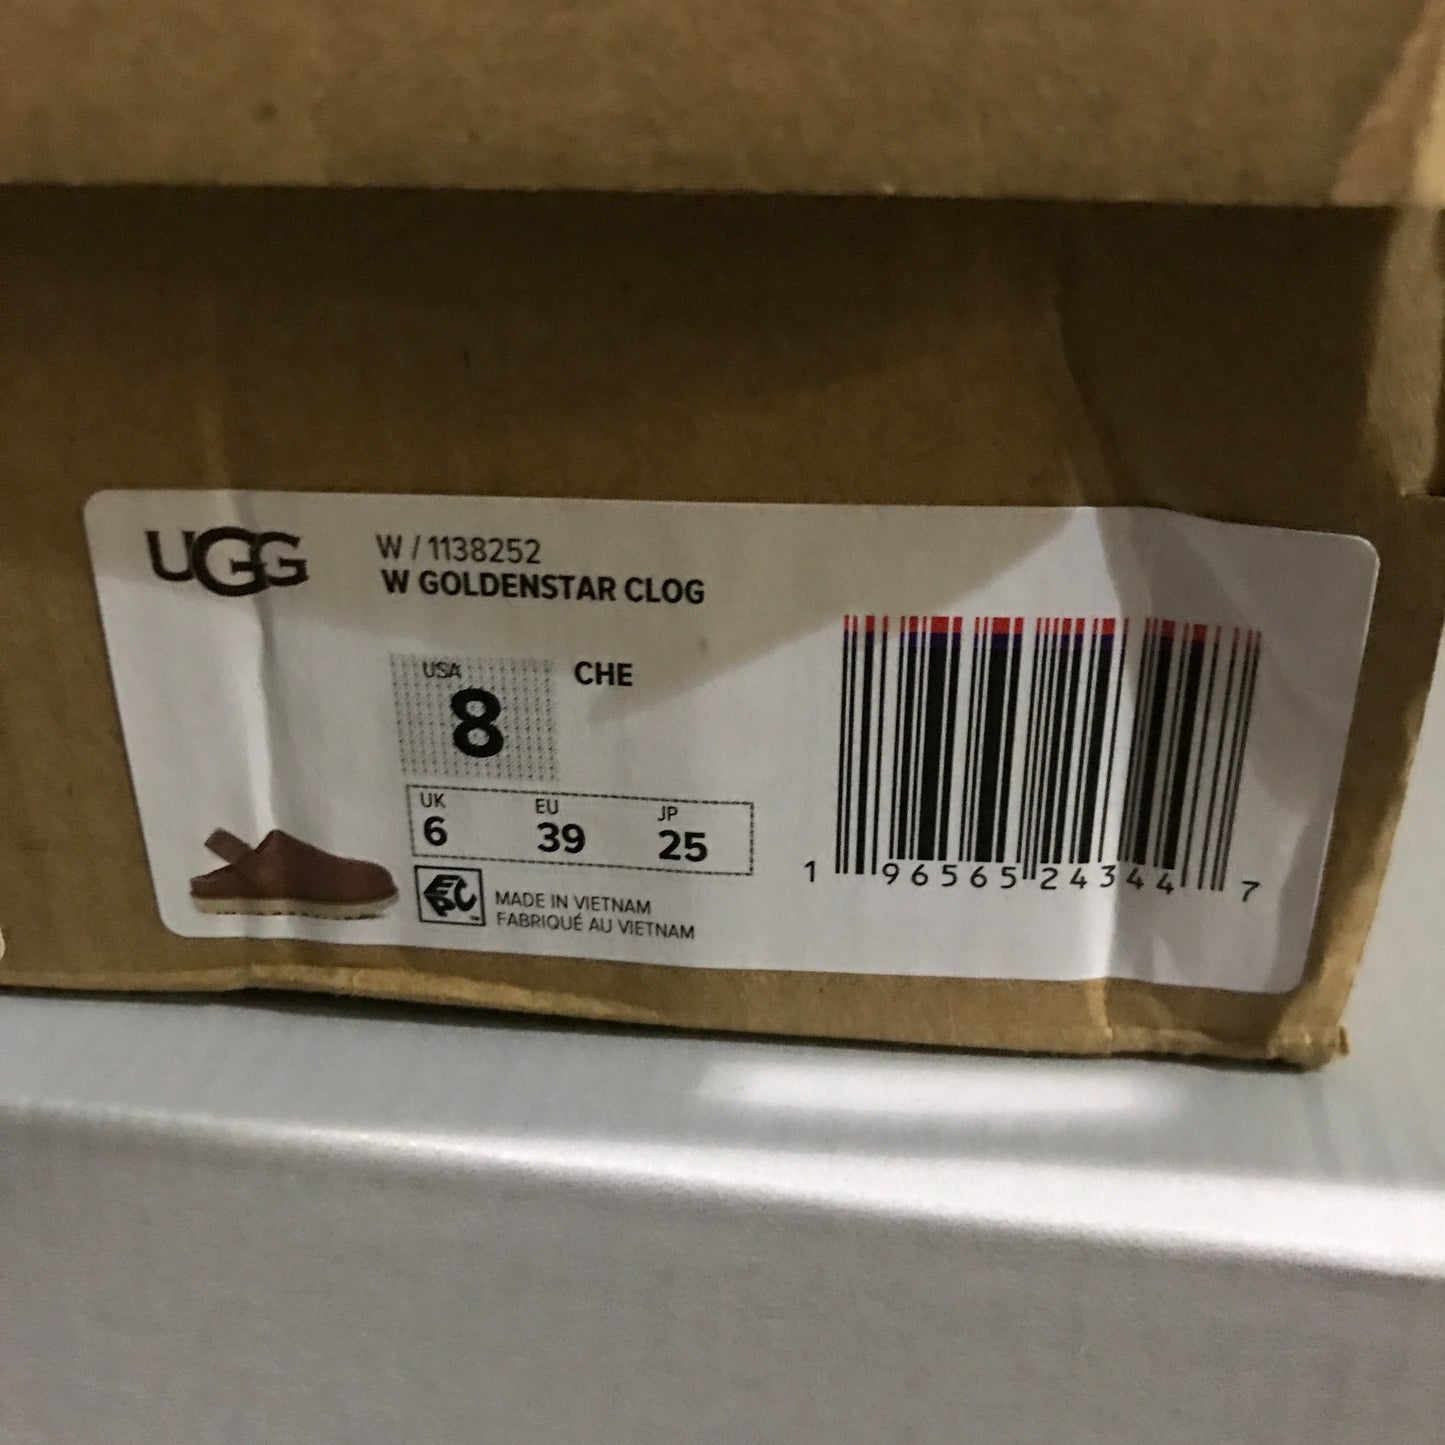 UGG
W / 1138252
W GOLDENSTAR CLOG
USA
8
CHE
UK EU JP
6 39 25
MADE IN VIETNAM
FABRIQUÉ AU VIETNAM
1 96565 24344 7